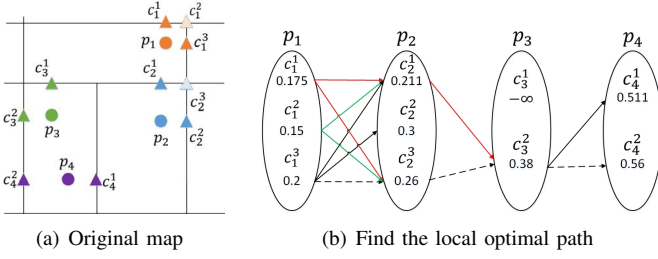 c_1^1 c_1^2
p_1 c_1^3
c_3^1 c_2^1
c_2^3
c_3^2 p_3 p_2 c_2^2
c_4^2 p_4 c_4^1
(a) Original map
p_1 p_2 p_3 p_4
c_1^1 c_2^1 c_3^1 c_4^1
0.175 0.211 −∞ 0.511
c_1^2 c_2^2
0.15 0.3
c_1^3 c_2^3 c_3^2 c_4^2
0.2 0.26 0.38 0.56
(b) Find the local optimal path